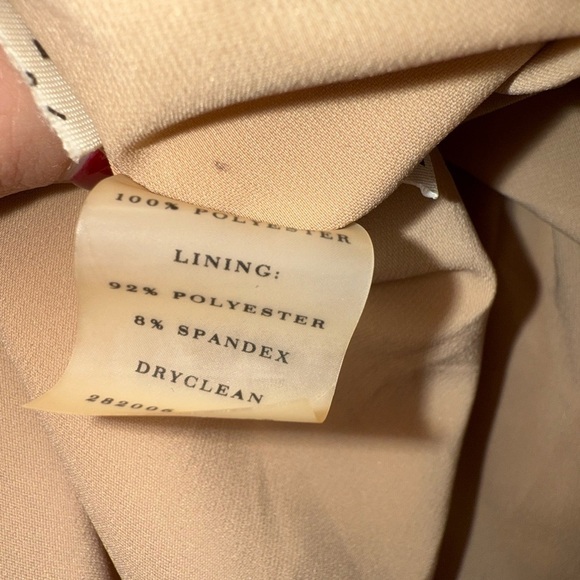 100% POLYESTER
LINING:
92% POLYESTER
8% SPANDEX
DRYCLEAN